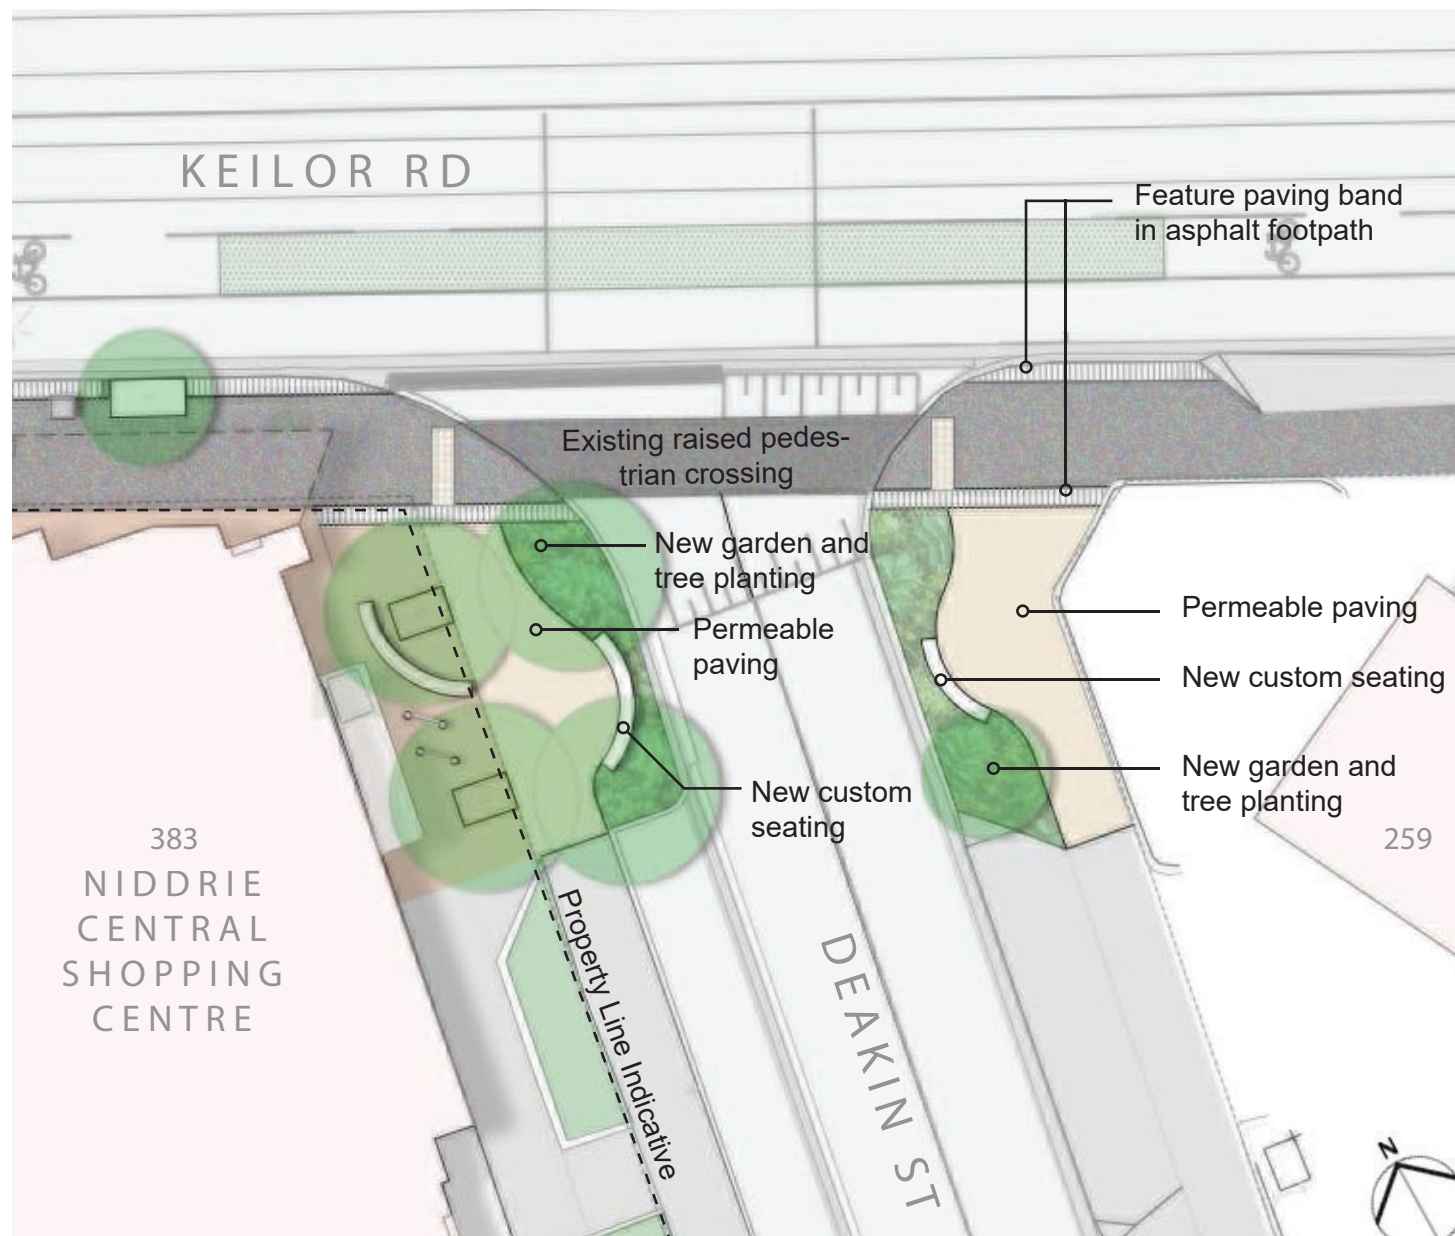 KEILOR RD
Feature paving band
in asphalt footpath
Existing raised pedes-
trian crossing
New garden and
tree planting
Permeable
paving
New custom
seating
Permeable paving
New custom seating
New garden and
tree planting
383
NIDDRIE
CENTRAL
SHOPPING
CENTRE
259
Property Line Indicative
DEAKIN ST
N